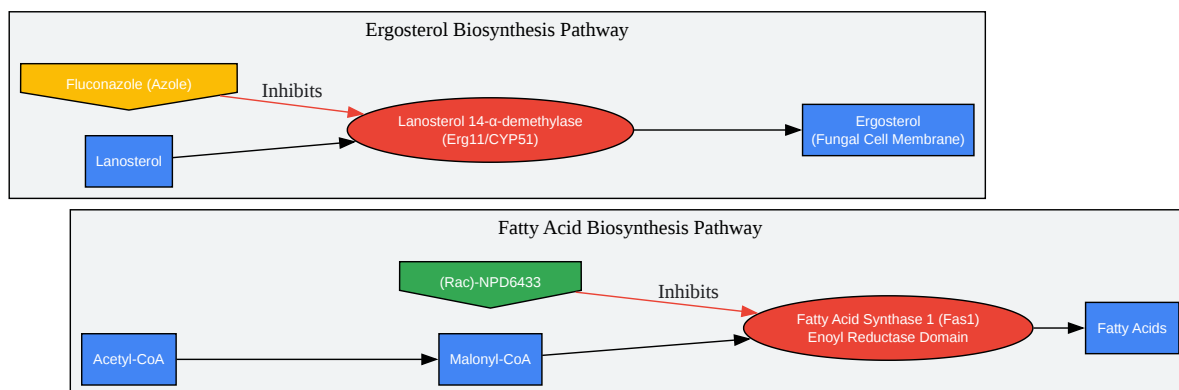 Ergosterol Biosynthesis Pathway
Fluconazole (Azole)
Inhibits
Lanosterol 14-α-demethylase
(Erg11/CYP51)
Ergosterol
(Fungal Cell Membrane)
Lanosterol
Fatty Acid Biosynthesis Pathway
(Rac)-NPD6433
Inhibits
Fatty Acid Synthase 1 (Fas1)
Enoyl Reductase Domain
Fatty Acids
Acetyl-CoA
Malonyl-CoA